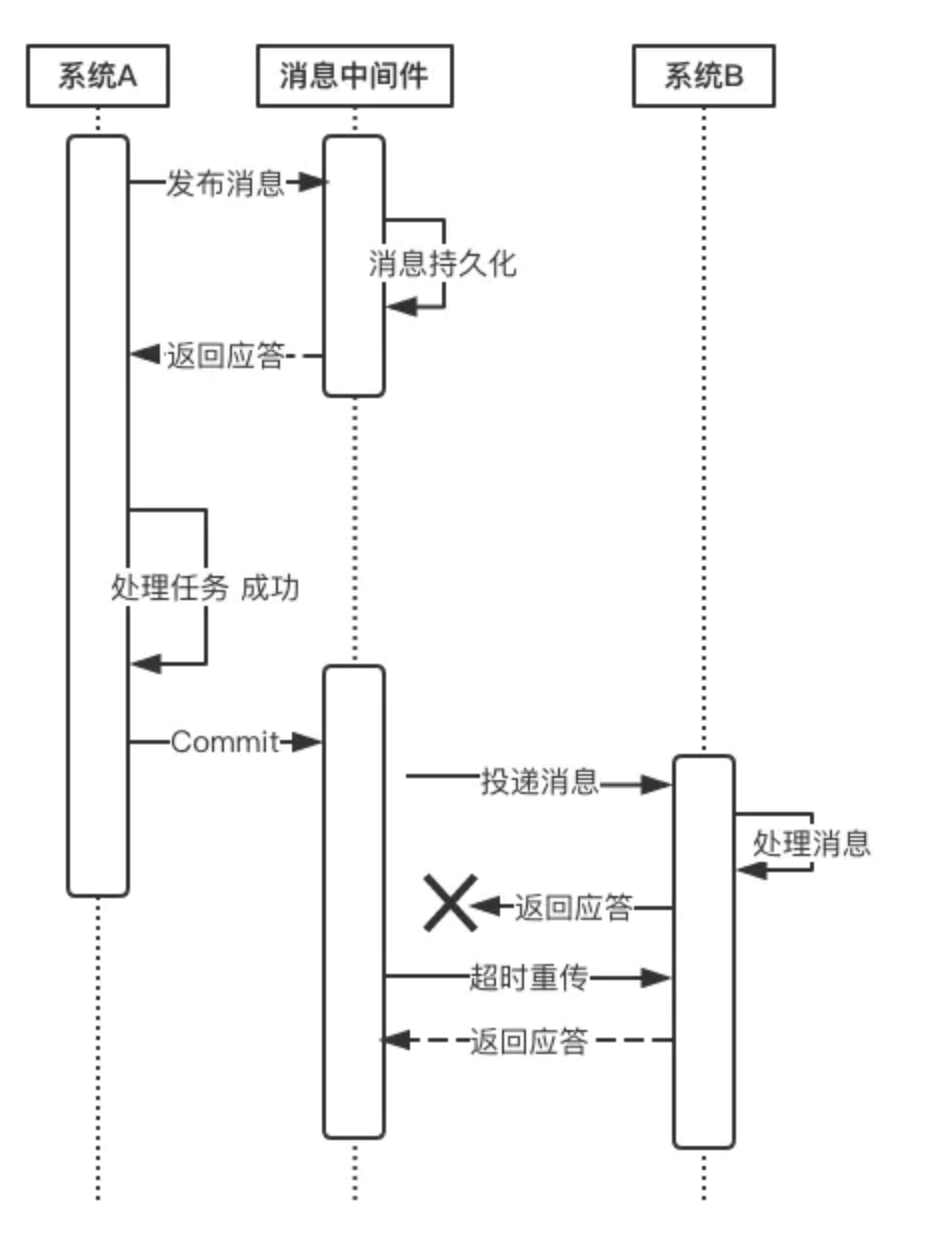 系统A
消息中间件
系统B
发布消息
消息持久化
返回应答
处理任务 成功
Commit
投递消息
处理消息
返回应答
超时重传
返回应答